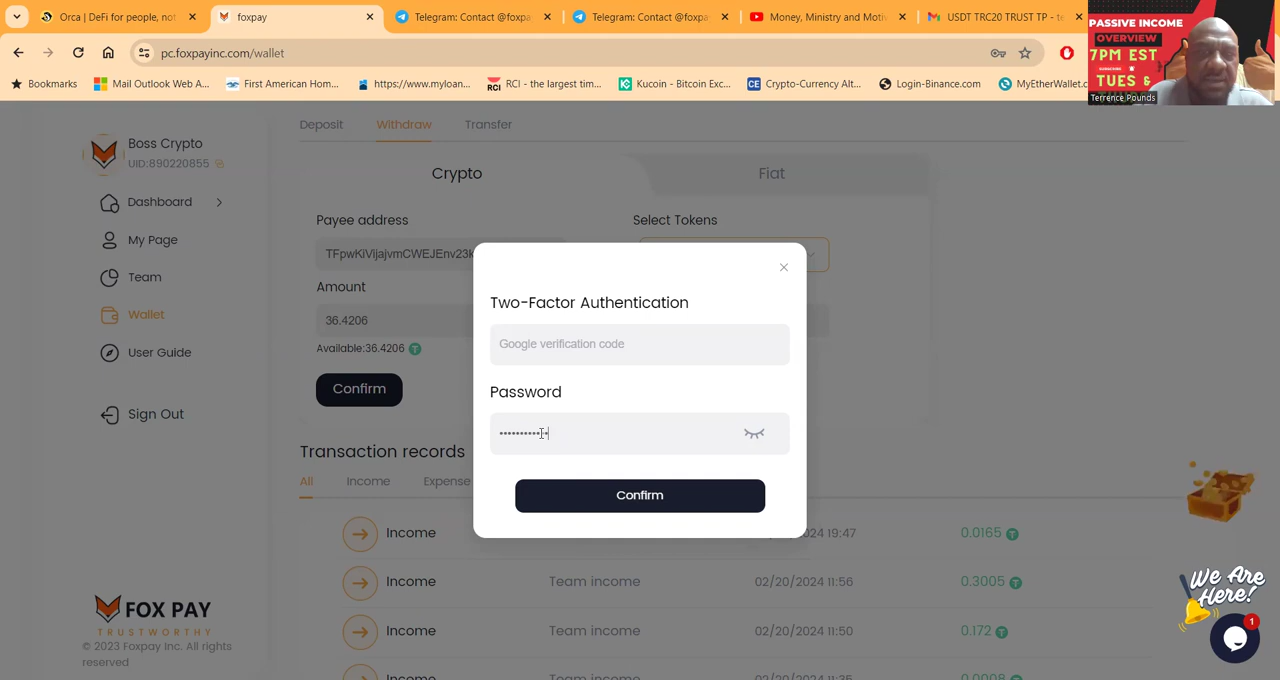 Orca | DeFi for people, not
foxpay
Telegram: Contact @foxpa
Telegram: Contact @foxpa
Money, Ministry and Motiv
USDT TRC20 TRUST TP - te
pc.foxpayinc.com/wallet
Bookmarks
Mail Outlook Web A...
First American Hom...
https://www.myloan...
RCI
RCI - the largest tim...
Kucoin - Bitcoin Exc...
CE
Crypto-Currency Alt...
Login-Binance.com
MyEtherWallet.c
PASSIVE INCOME
OVERVIEW
7PM EST
TUES &
Terrence Pounds
Boss Crypto
UID:890220855
Dashboard
My Page
Team
Wallet
User Guide
Sign Out
FOX PAY
TRUSTWORTHY
© 2023 Foxpay Inc. All rights
reserved
Deposit
Withdraw
Transfer
Crypto
Fiat
Payee address
Select Tokens
TFpwKiVijajvmCWEJEnv23k
Amount
36.4206
Available:36.4206
Confirm
Two-Factor Authentication
Google verification code
Password
Confirm
Transaction records
All
Income
Expense
Income
/2024 19:47
0.0165
Income
Team income
02/20/2024 11:56
0.3005
Income
Team income
02/20/2024 11:50
0.172
We Are
Here!
1